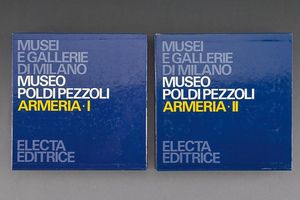 MUSEI
E GALLERIE
DI MILANO
MUSEO
POLDI PEZZOLI
ARMERIA · I
ELECTA
EDITRICE
MUSEI
E GALLERIE
DI MILANO
MUSEO
POLDI PEZZOLI
ARMERIA · II
ELECTA
EDITRICE